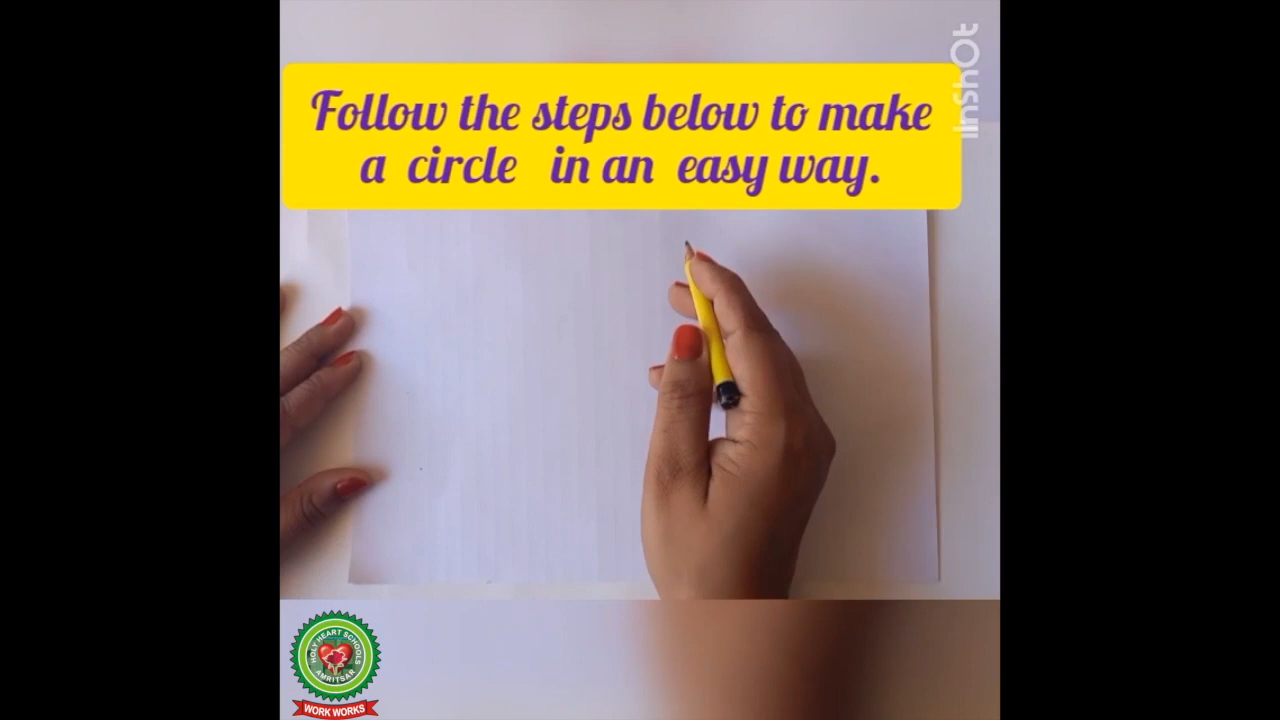 InshOt
Follow the steps below to make
a circle in an easy way.
HOLY HEART SCHOOLS
AMRITSAR
WORK WORKS